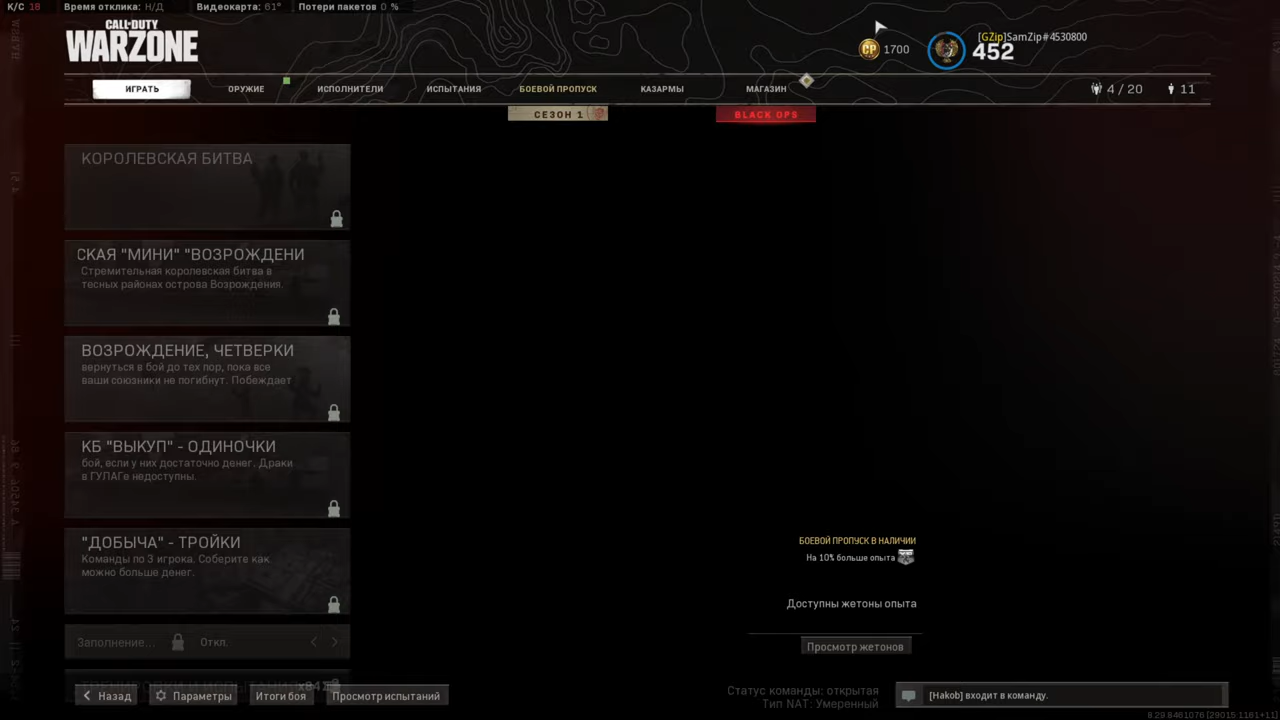 К/С 18 Время отклика: Н/Д Видеокарта: 61° Потери пакетов 0 %
CALL OF DUTY
WARZONE
CP 1700
[GZip]SamZip#4530800
452
ИГРАТЬ ОРУЖИЕ ИСПОЛНИТЕЛИ ИСПЫТАНИЯ БОЕВОЙ ПРОПУСК КАЗАРМЫ МАГАЗИН 4 / 20 11
СЕЗОН 1 BLACK OPS
КОРОЛЕВСКАЯ БИТВА
СКАЯ "МИНИ" "ВОЗРОЖДЕНИ
Стремительная королевская битва в
тесных районах острова Возрождения.
ВОЗРОЖДЕНИЕ, ЧЕТВЕРКИ
вернуться в бой до тех пор, пока все
ваши союзники не погибнут. Побеждает
КБ "ВЫКУП" - ОДИНОЧКИ
бой, если у них достаточно денег. Драки
в ГУЛАГе недоступны.
"ДОБЫЧА" - ТРОЙКИ
Команды по 3 игрока. Соберите как
можно больше денег.
БОЕВОЙ ПРОПУСК В НАЛИЧИИ
На 10% больше опыта
Доступны жетоны опыта
Просмотр жетонов
Заполнение... Откл.
Назад Параметры Итоги боя Просмотр испытаний
Статус команды: открытая
Тип NAT: Умеренный
[Hakob] входит в команду.